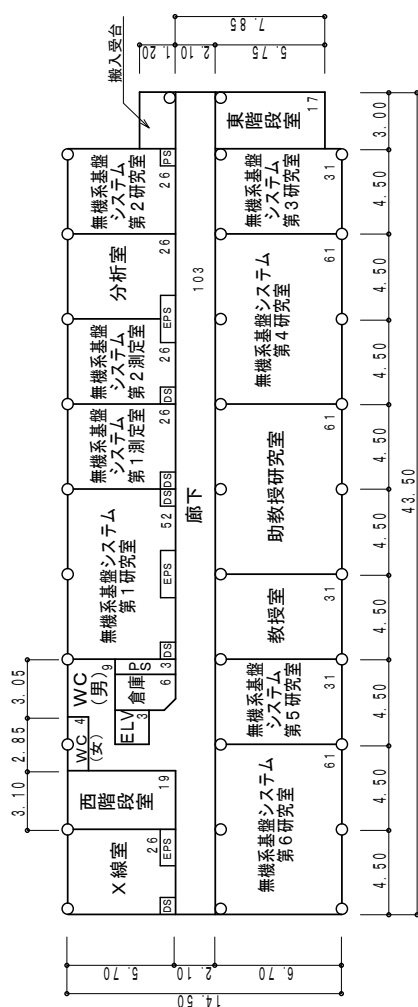 7.85
1.20
2.10
5.75
搬入受台
無機系基盤
システム
第2研究室
26
PS
分析室
26
EPS
無機系基盤
システム
第2測定室
26
DS
無機系基盤
システム
第1測定室
26
DS
DS
無機系基盤システム
第1研究室
52
EPS
DS
WC
(男)
9
PS
3
倉庫
6
ELV
3
WC
(女)
4
西階段室
19
X線室
26
EPS
DS
廊下
103
東階段室
17
無機系基盤
システム
第3研究室
31
無機系基盤システム
第4研究室
61
助教授研究室
61
教授室
31
無機系基盤
システム
第5研究室
31
無機系基盤システム
第6研究室
61
3.05
2.85
3.10
3.00
4.50
4.50
4.50
4.50
4.50
4.50
4.50
4.50
4.50
43.50
5.70
2.10
6.70
14.50